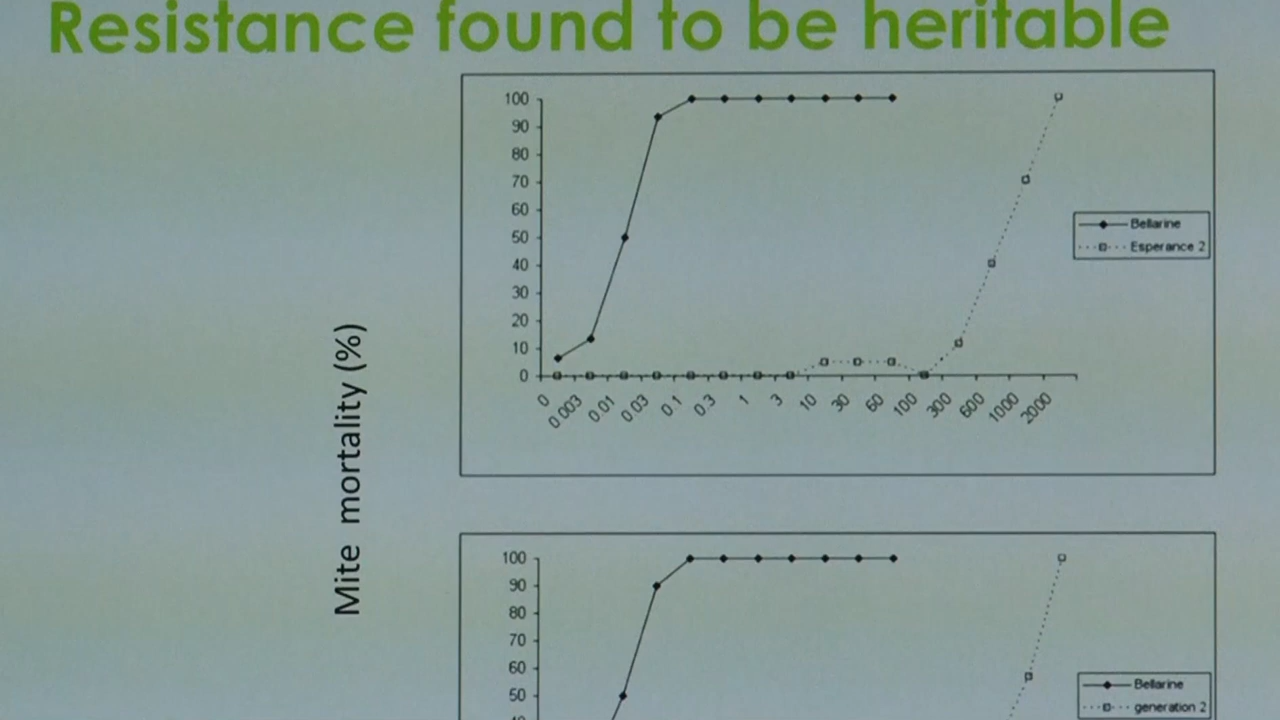 Resistance found to be heritable
Mite mortality (%)
100
90
80
70
60
50
40
30
20
10
0
0 0.003 0.01 0.03 0.1 0.3 1 3 10 30 60 100 300 600 1000 2000
Bellarine
Esperance 2
100
90
80
70
60
50
Bellarine
generation 2